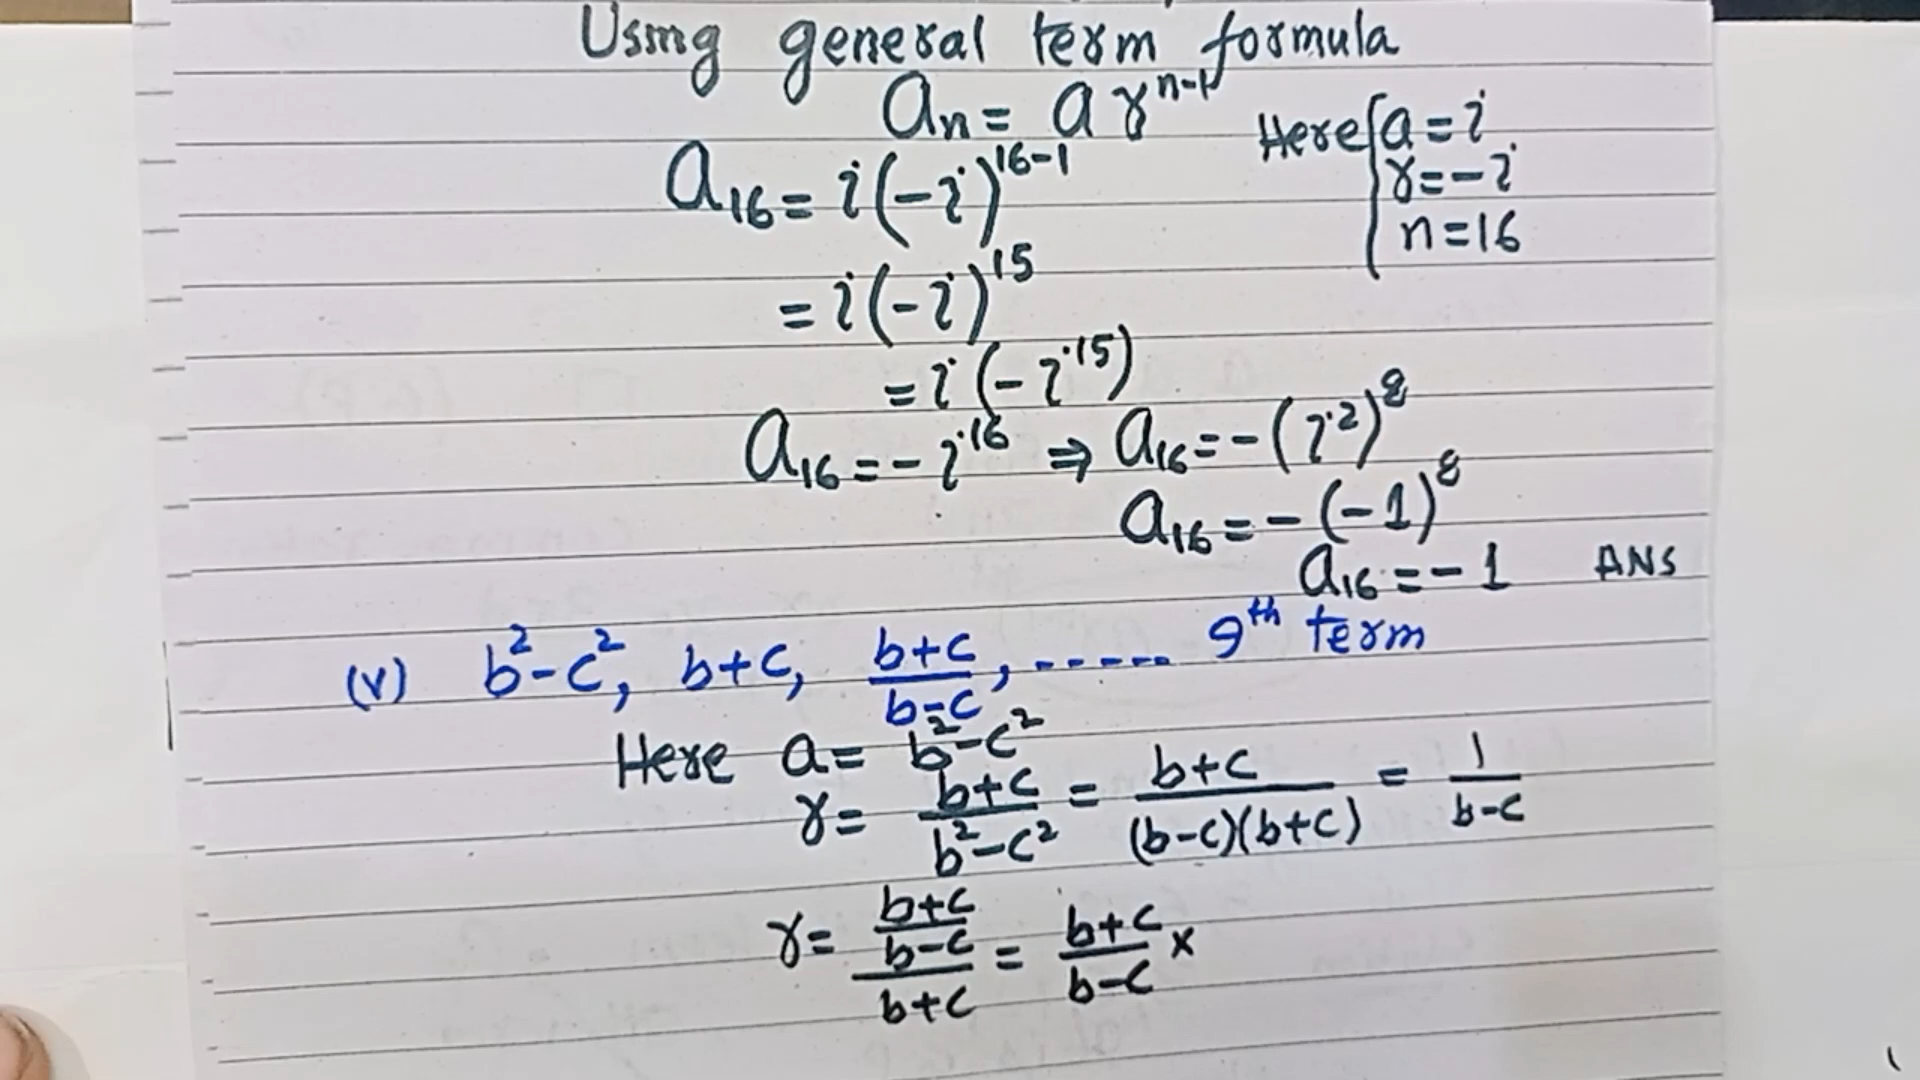 Using general term formula
aₙ = a r^(n-1)
Here a = i
r = -i
n = 16
a₁₆ = i(-i)^(16-1)
= i(-i)^15
= i(-i^15)
a₁₆ = -i^16 ⇒ a₁₆ = -(i²)^8
a₁₆ = -(-1)^8
a₁₆ = -1 ANS
(v) b²-c², b+c, (b+c)/(b-c), ...... 9th term
Here a = b²-c²
r = (b+c)/(b²-c²) = (b+c)/((b-c)(b+c)) = 1/(b-c)
r = ((b+c)/(b-c))/(b+c) = (b+c)/(b-c) ×